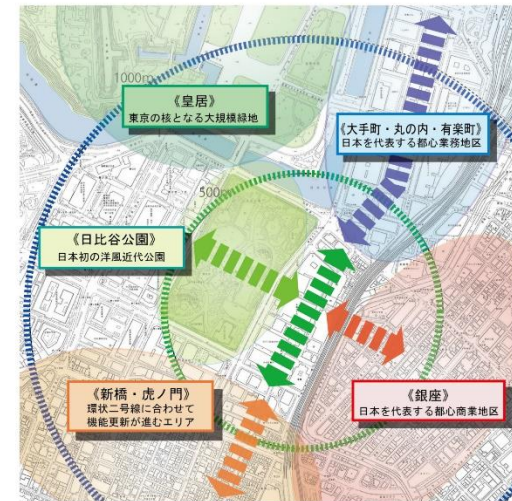 1000m
《皇居》
東京の核となる大規模緑地
《大手町・丸の内・有楽町》
日本を代表する都心業務地区
500m
《日比谷公園》
日本初の洋風近代公園
《新橋・虎ノ門》
環状二号線に合わせて
機能更新が進むエリア
《銀座》
日本を代表する都心商業地区